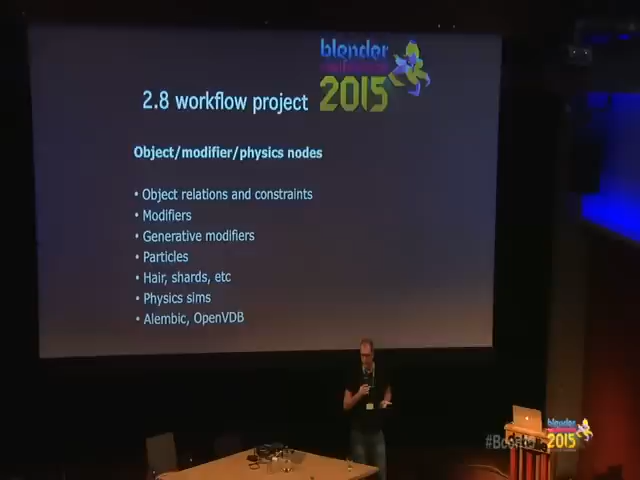 blender
conference
2015
2.8 workflow project
Object/modifier/physics nodes
• Object relations and constraints
• Modifiers
• Generative modifiers
• Particles
• Hair, shards, etc
• Physics sims
• Alembic, OpenVDB
blender
2015